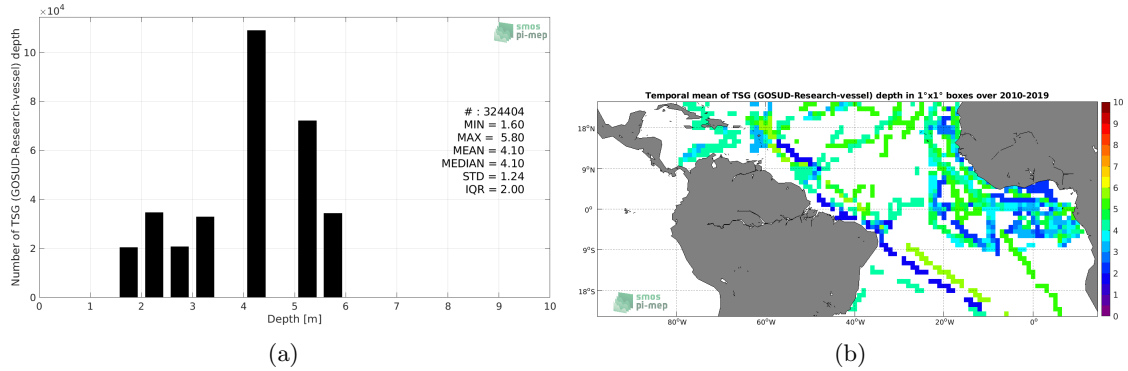 ×10⁴
smos
pi-mep
Number of TSG (GOSUD-Research-vessel) depth
10
8
6
4
2
0
# : 324404
MIN = 1.60
MAX = 5.80
MEAN = 4.10
MEDIAN = 4.10
STD = 1.24
IQR = 2.00
0 1 2 3 4 5 6 7 8 9 10
Depth [m]
(a)
Temporal mean of TSG (GOSUD-Research-vessel) depth in 1°x1° boxes over 2010-2019
18°N
9°N
0°
9°S
18°S
80°W 60°W 40°W 20°W 0°
10
9
8
7
6
5
4
3
2
1
0
smos
pi-mep
(b)